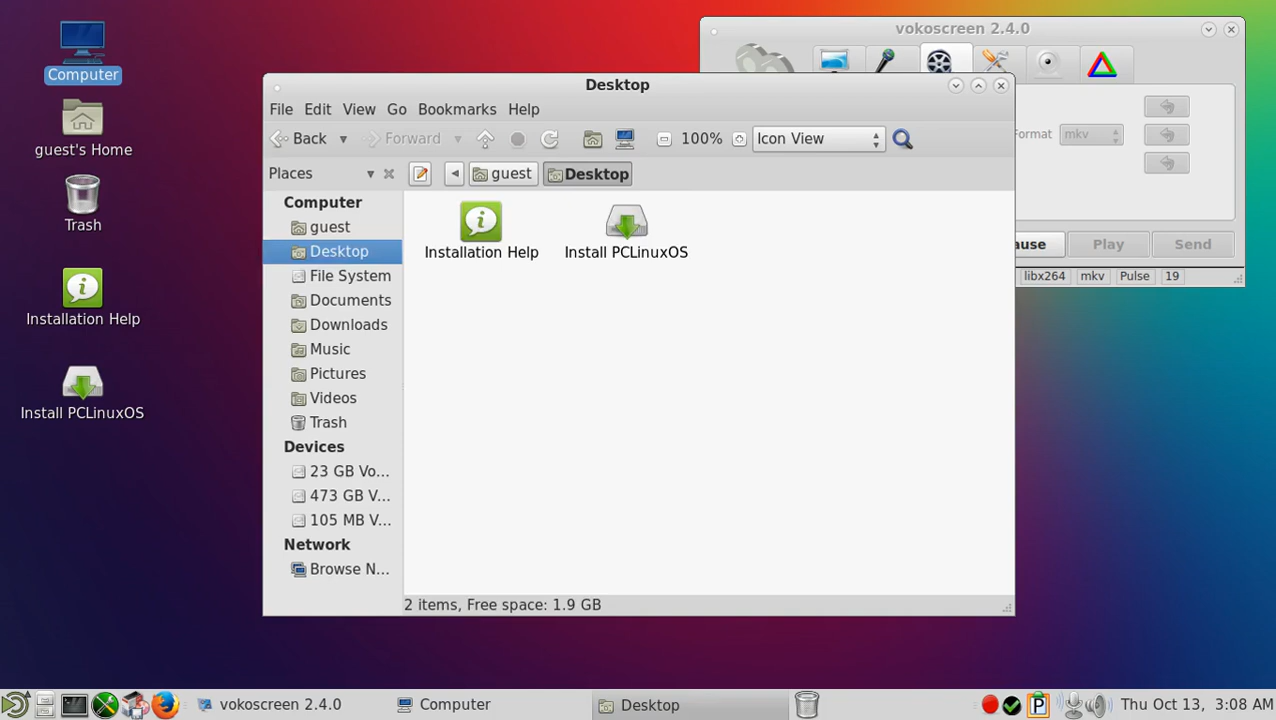 Computer
guest's Home
Trash
Installation Help
Install PCLinuxOS
vokoscreen 2.4.0
Format
mkv
ause
Play
Send
libx264
mkv
Pulse
19
Desktop
File Edit View Go Bookmarks Help
Back
Forward
100%
Icon View
Places
guest
Desktop
Computer
guest
Desktop
File System
Documents
Downloads
Music
Pictures
Videos
Trash
Devices
23 GB Vo...
473 GB V...
105 MB V...
Network
Browse N...
Installation Help
Install PCLinuxOS
2 items, Free space: 1.9 GB
vokoscreen 2.4.0
Computer
Desktop
P
Thu Oct 13, 3:08 AM